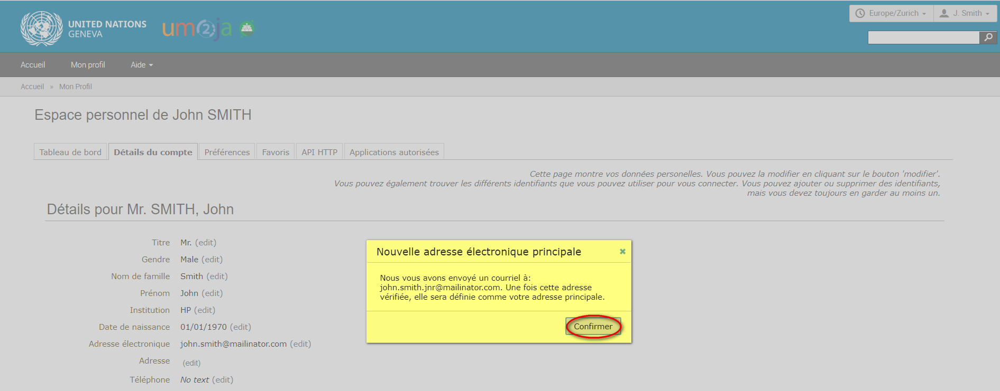 UNITED NATIONS
GENEVA
um2ja
Europe/Zurich
J. Smith
Accueil
Mon profil
Aide
Accueil » Mon Profil
Espace personnel de John SMITH
Tableau de bord
Détails du compte
Préférences
Favoris
API HTTP
Applications autorisées
Cette page montre vos données personelles. Vous pouvez la modifier en cliquant sur le bouton 'modifier'.
Vous pouvez également trouver les différents identifiants que vous pouvez utiliser pour vous connecter. Vous pouvez ajouter ou supprimer des identifiants,
mais vous devez toujours en garder au moins un.
Détails pour Mr. SMITH, John
Titre Mr. (edit)
Gendre Male (edit)
Nom de famille Smith (edit)
Prénom John (edit)
Institution HP (edit)
Date de naissance 01/01/1970 (edit)
Adresse électronique john.smith@mailinator.com (edit)
Adresse (edit)
Téléphone No text (edit)
Nouvelle adresse électronique principale
Nous vous avons envoyé un courriel à:
john.smith.jnr@mailinator.com. Une fois cette adresse
vérifiée, elle sera définie comme votre adresse principale.
Confirmer